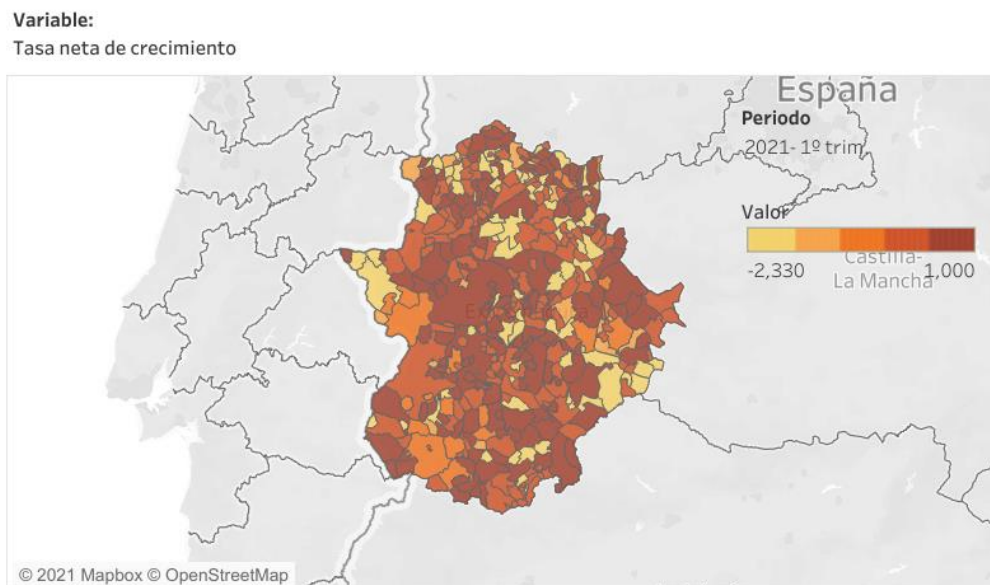 Variable:
Tasa neta de crecimiento
España
Periodo
2021- 1º trim
Valor
-2,330
1,000
Castilla-
La Mancha
© 2021 Mapbox © OpenStreetMap